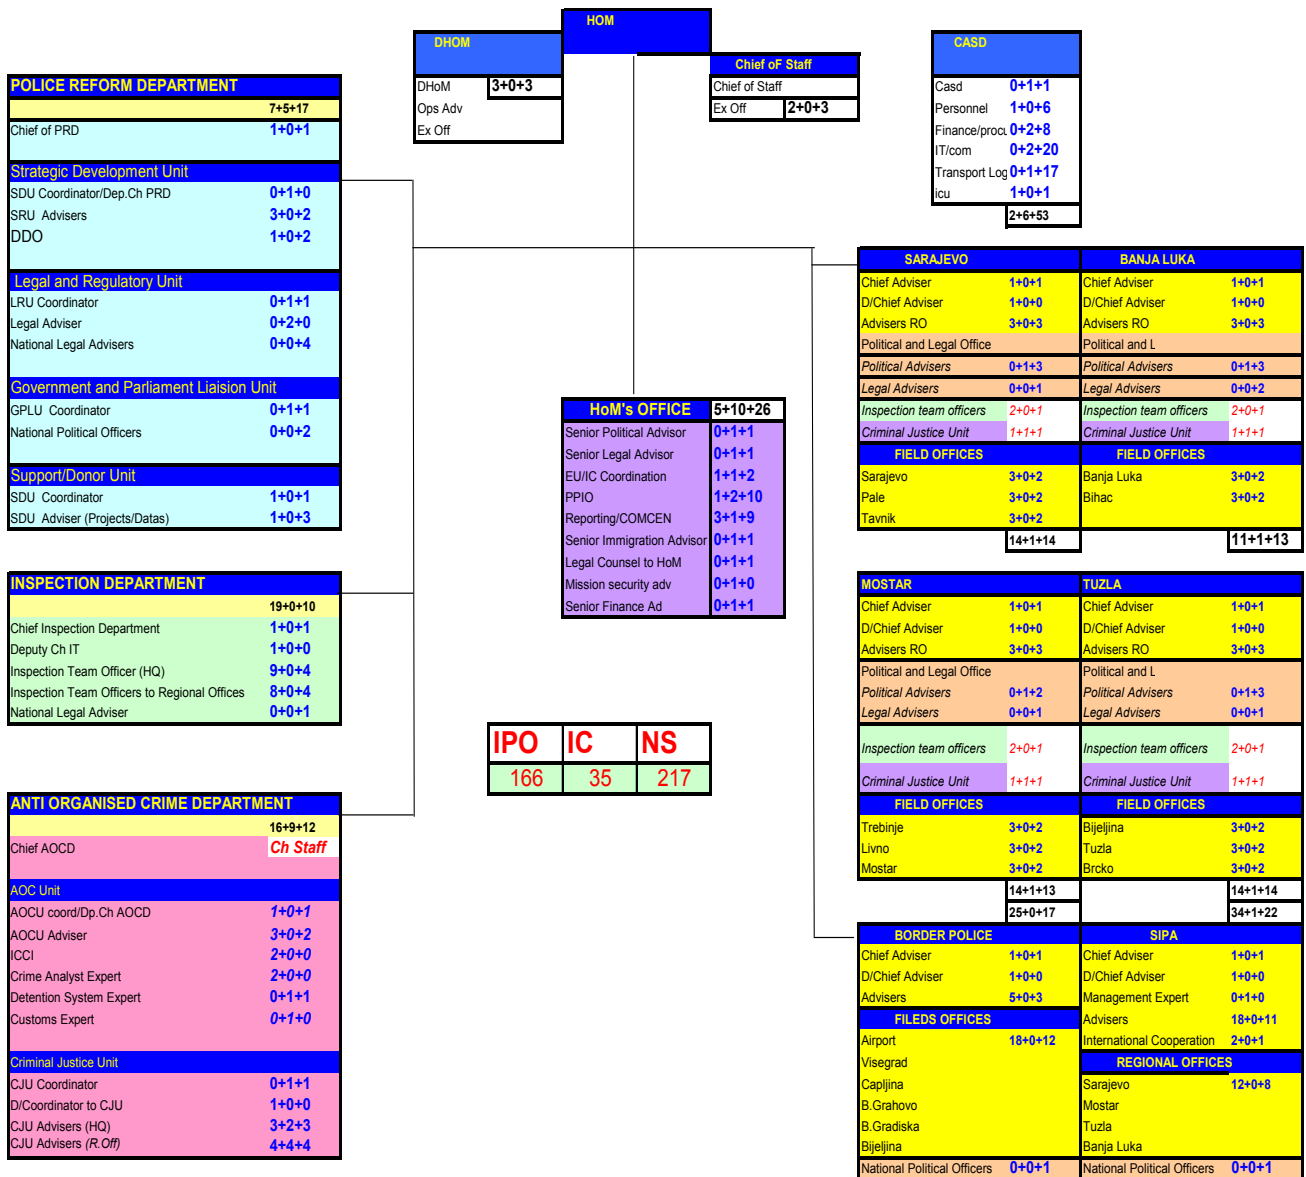 HOM
DHOM
DHoM 3+0+3
Ops Adv
Ex Off
Chief oF Staff
Chief of Staff
Ex Off 2+0+3
CASD
Casd 0+1+1
Personnel 1+0+6
Finance/procu 0+2+8
IT/com 0+2+20
Transport Log 0+1+17
icu 1+0+1
2+6+53
POLICE REFORM DEPARTMENT
7+5+17
Chief of PRD 1+0+1
Strategic Development Unit
SDU Coordinator/Dep.Ch PRD 0+1+0
SRU Advisers 3+0+2
DDO 1+0+2
Legal and Regulatory Unit
LRU Coordinator 0+1+1
Legal Adviser 0+2+0
National Legal Advisers 0+0+4
Government and Parliament Liaision Unit
GPLU Coordinator 0+1+1
National Political Officers 0+0+2
Support/Donor Unit
SDU Coordinator 1+0+1
SDU Adviser (Projects/Datas) 1+0+3
INSPECTION DEPARTMENT
19+0+10
Chief Inspection Department 1+0+1
Deputy Ch IT 1+0+0
Inspection Team Officer (HQ) 9+0+4
Inspection Team Officers to Regional Offices 8+0+4
National Legal Adviser 0+0+1
ANTI ORGANISED CRIME DEPARTMENT
16+9+12
Chief AOCD Ch Staff
AOC Unit
AOCU coord/Dp.Ch AOCD 1+0+1
AOCU Adviser 3+0+2
ICCI 2+0+0
Crime Analyst Expert 2+0+0
Detention System Expert 0+1+1
Customs Expert 0+1+0
Criminal Justice Unit
CJU Coordinator 0+1+1
D/Coordinator to CJU 1+0+0
CJU Advisers (HQ) 3+2+3
CJU Advisers (R.Off) 4+4+4
HoM's OFFICE 5+10+26
Senior Political Advisor 0+1+1
Senior Legal Advisor 0+1+1
EU/IC Coordination 1+1+2
PPIO 1+2+10
Reporting/COMCEN 3+1+9
Senior Immigration Advisor 0+1+1
Legal Counsel to HoM 0+1+1
Mission security adv 0+1+0
Senior Finance Ad 0+1+1
IPO IC NS
166 35 217
SARAJEVO BANJA LUKA
Chief Adviser 1+0+1 Chief Adviser 1+0+1
D/Chief Adviser 1+0+0 D/Chief Adviser 1+0+0
Advisers RO 3+0+3 Advisers RO 3+0+3
Political and Legal Office Political and L
Political Advisers 0+1+3 Political Advisers 0+1+3
Legal Advisers 0+0+1 Legal Advisers 0+0+2
Inspection team officers 2+0+1 Inspection team officers 2+0+1
Criminal Justice Unit 1+1+1 Criminal Justice Unit 1+1+1
FIELD OFFICES FIELD OFFICES
Sarajevo 3+0+2 Banja Luka 3+0+2
Pale 3+0+2 Bihac 3+0+2
Tavnik 3+0+2
14+1+14 11+1+13
MOSTAR TUZLA
Chief Adviser 1+0+1 Chief Adviser 1+0+1
D/Chief Adviser 1+0+0 D/Chief Adviser 1+0+0
Advisers RO 3+0+3 Advisers RO 3+0+3
Political and Legal Office Political and L
Political Advisers 0+1+2 Political Advisers 0+1+3
Legal Advisers 0+0+1 Legal Advisers 0+0+1
Inspection team officers 2+0+1 Inspection team officers 2+0+1
Criminal Justice Unit 1+1+1 Criminal Justice Unit 1+1+1
FIELD OFFICES FIELD OFFICES
Trebinje 3+0+2 Bijeljina 3+0+2
Livno 3+0+2 Tuzla 3+0+2
Mostar 3+0+2 Brcko 3+0+2
14+1+13 14+1+14
25+0+17 34+1+22
BORDER POLICE SIPA
Chief Adviser 1+0+1 Chief Adviser 1+0+1
D/Chief Adviser 1+0+0 D/Chief Adviser 1+0+0
Advisers 5+0+3 Management Expert 0+1+0
FILEDS OFFICES Advisers 18+0+11
Airport 18+0+12 International Cooperation 2+0+1
Visegrad REGIONAL OFFICES
Capljina Sarajevo 12+0+8
B.Grahovo Mostar
B.Gradiska Tuzla
Bijeljina Banja Luka
National Political Officers 0+0+1 National Political Officers 0+0+1